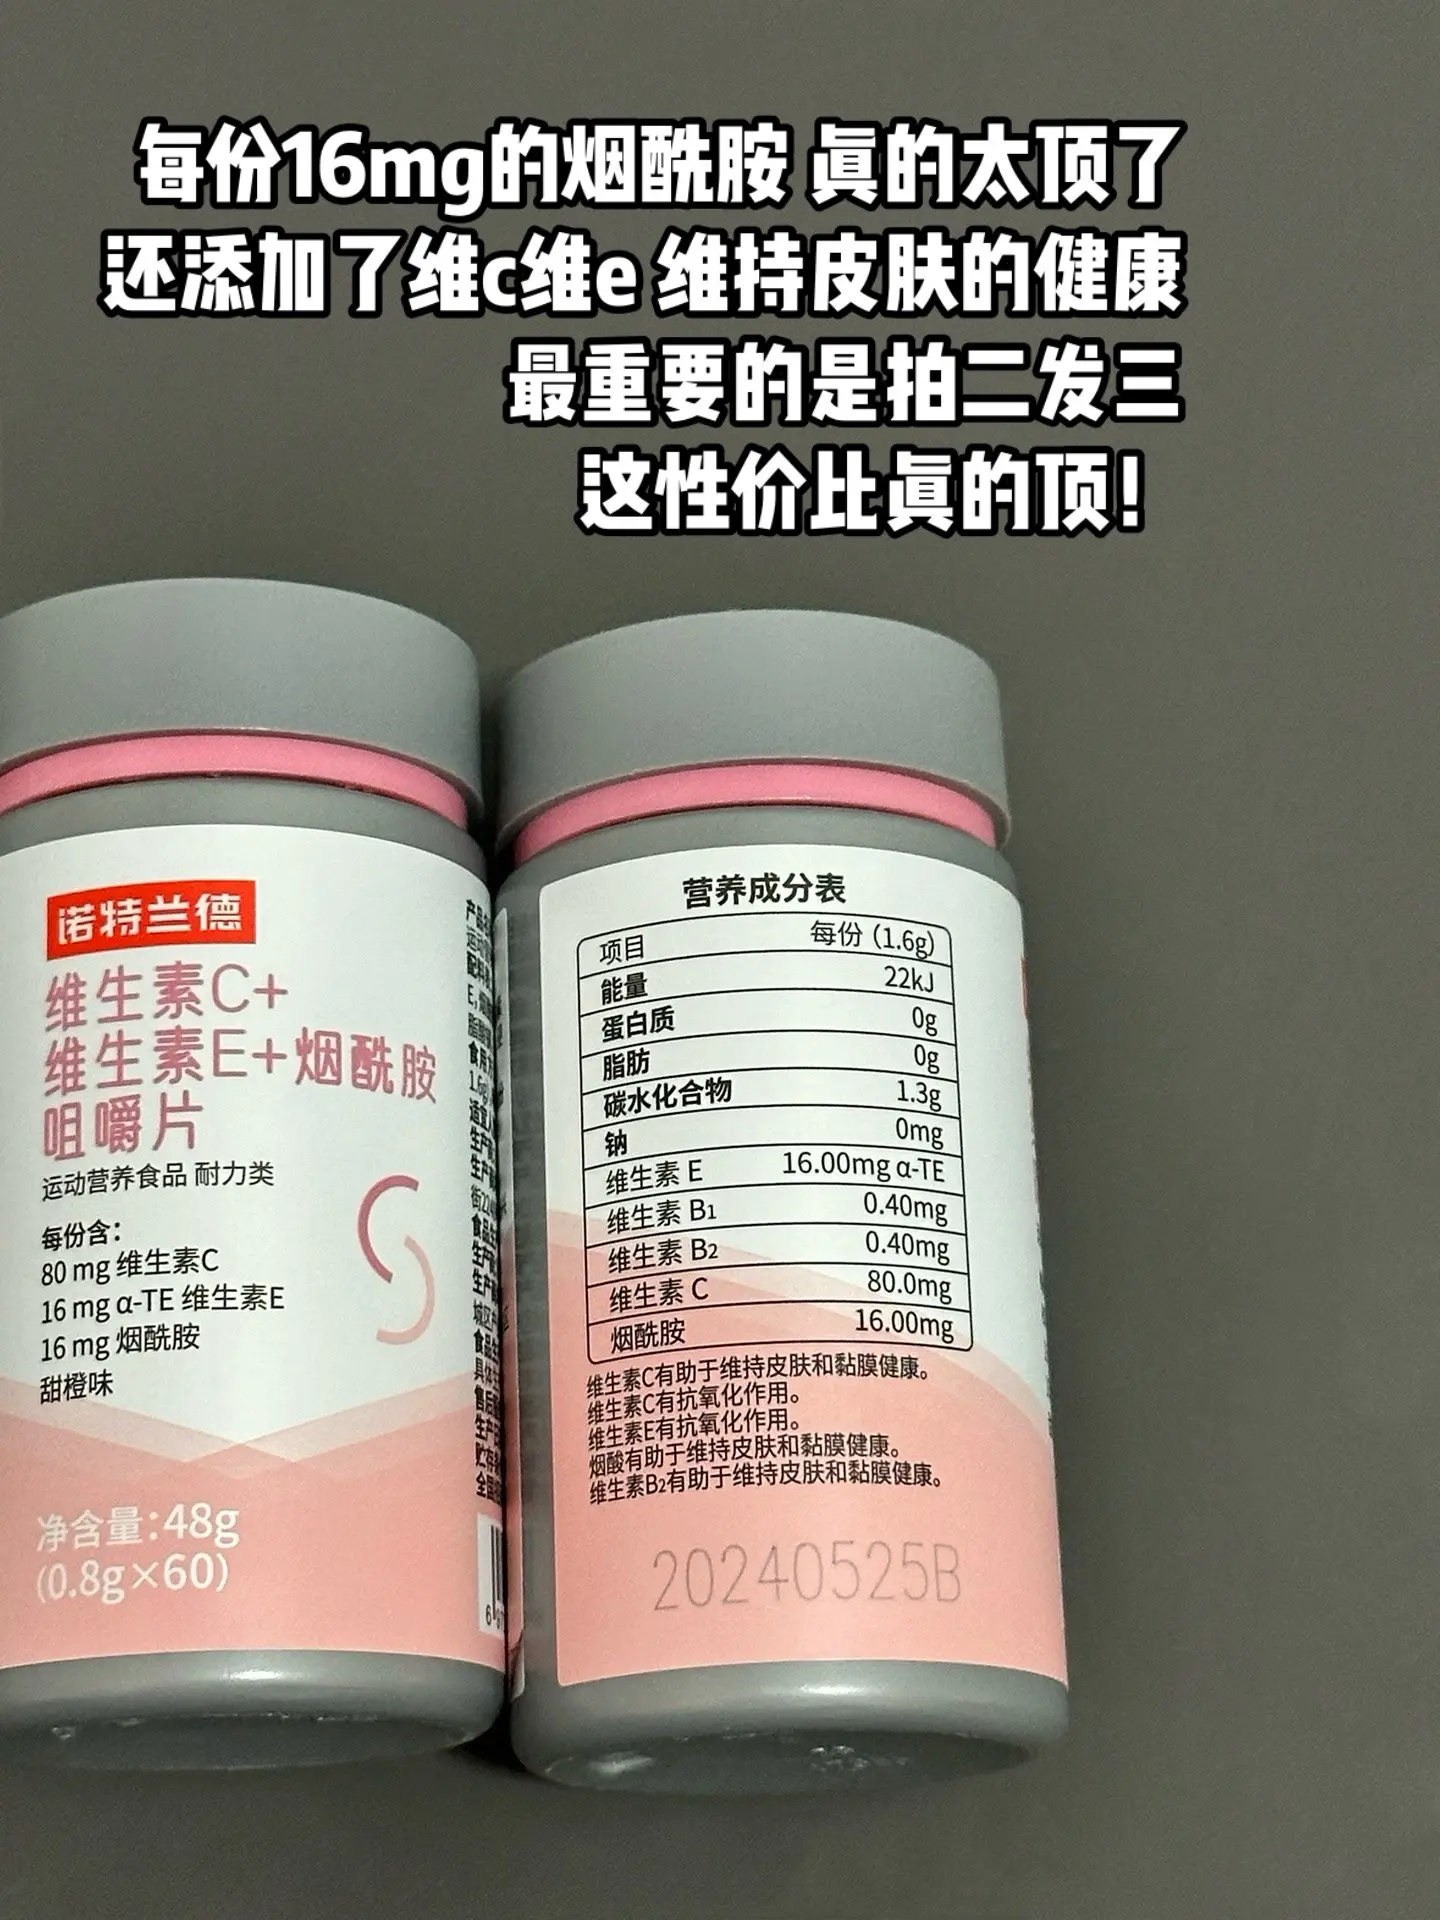 每份16mg的烟酰胺 真的太顶了
还添加了维c维e 维持皮肤的健康
最重要的是拍二发三
这性价比真的顶！
诺特兰德
维生素C+
维生素E+烟酰胺
咀嚼片
运动营养食品 耐力类
每份含：
80 mg 维生素C
16 mg α-TE 维生素E
16 mg 烟酰胺
甜橙味
净含量：48g
(0.8g×60)
营养成分表
项目 每份（1.6g）
能量 22kJ
蛋白质 0g
脂肪 0g
碳水化合物 1.3g
钠 0mg
维生素 E 16.00mg α-TE
维生素 B₁ 0.40mg
维生素 B₂ 0.40mg
维生素 C 80.0mg
烟酰胺 16.00mg
维生素C有助于维持皮肤和黏膜健康。
维生素C有抗氧化作用。
维生素E有抗氧化作用。
烟酸有助于维持皮肤和黏膜健康。
维生素B₂有助于维持皮肤和黏膜健康。
20240525B